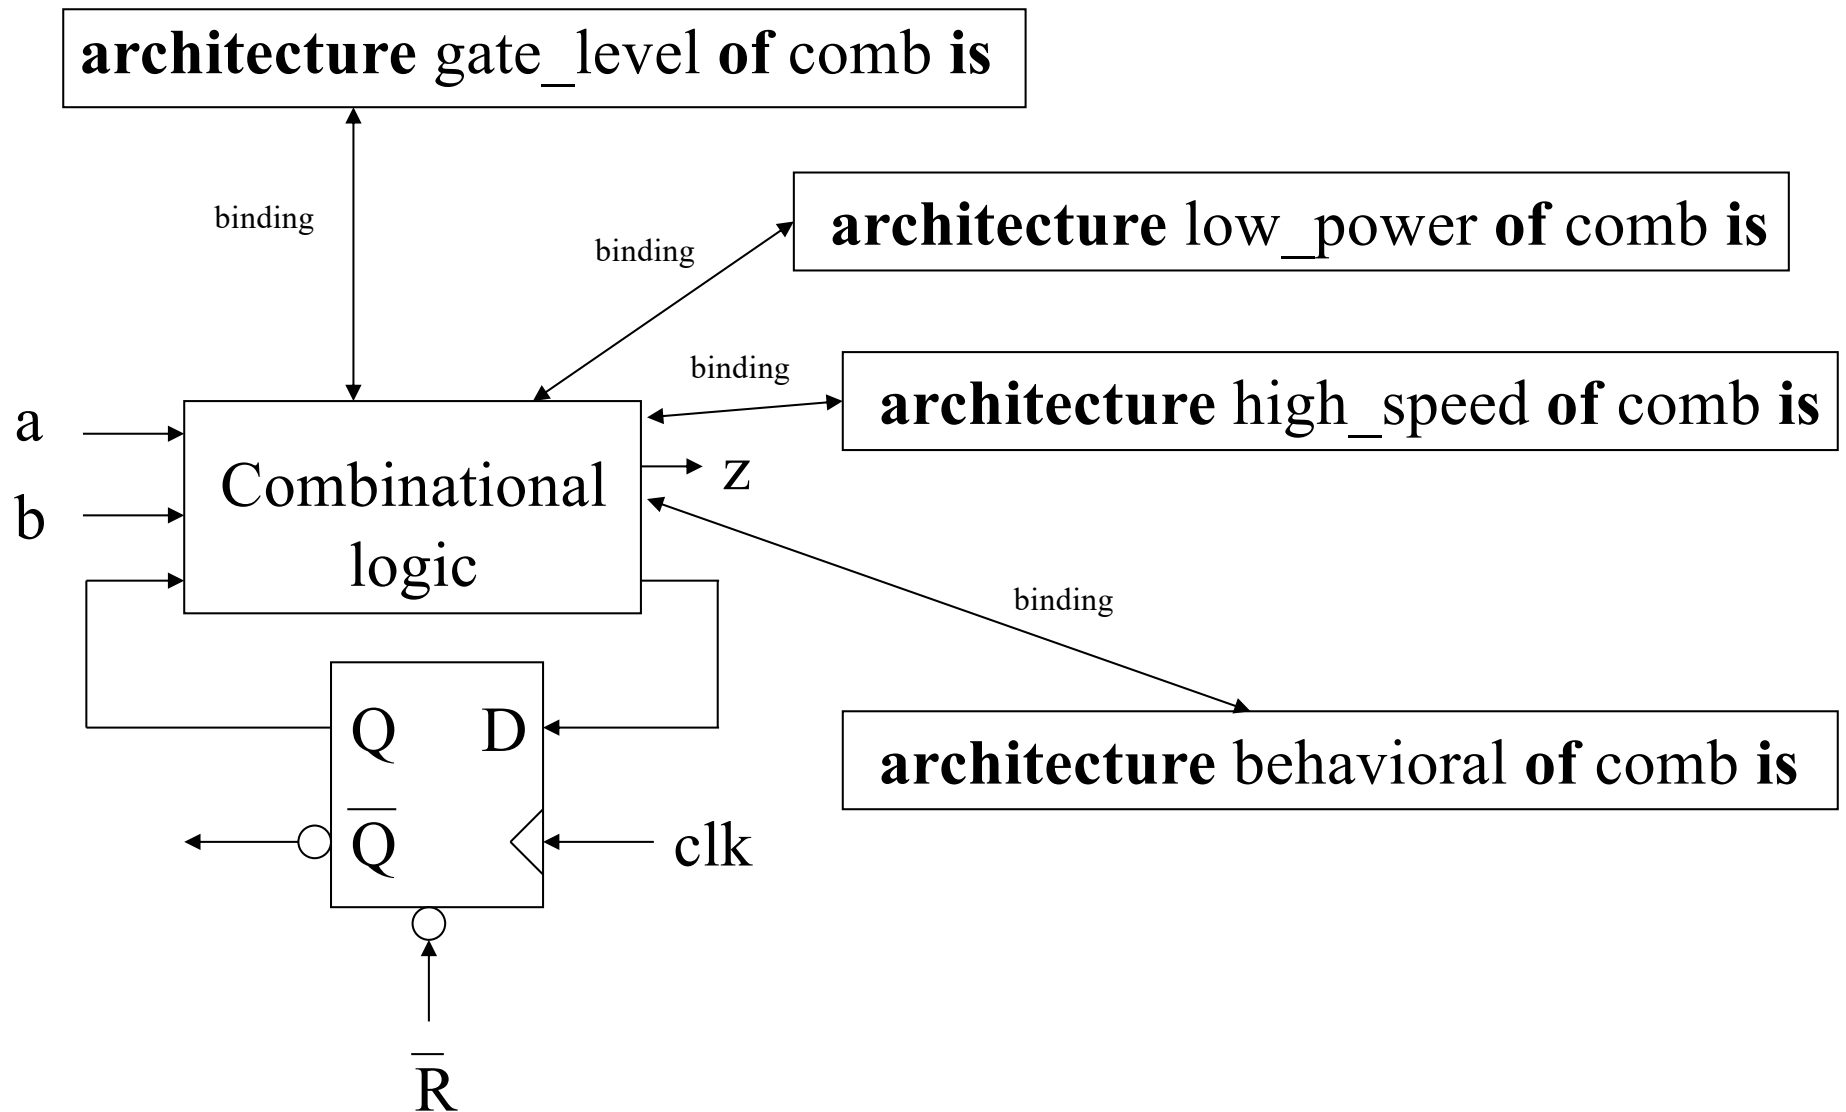 architecture gate_level of comb is
binding
architecture low_power of comb is
binding
binding
architecture high_speed of comb is
a
z
Combinational
b
logic
binding
Q D
architecture behavioral of comb is
Q̅
clk
R̅